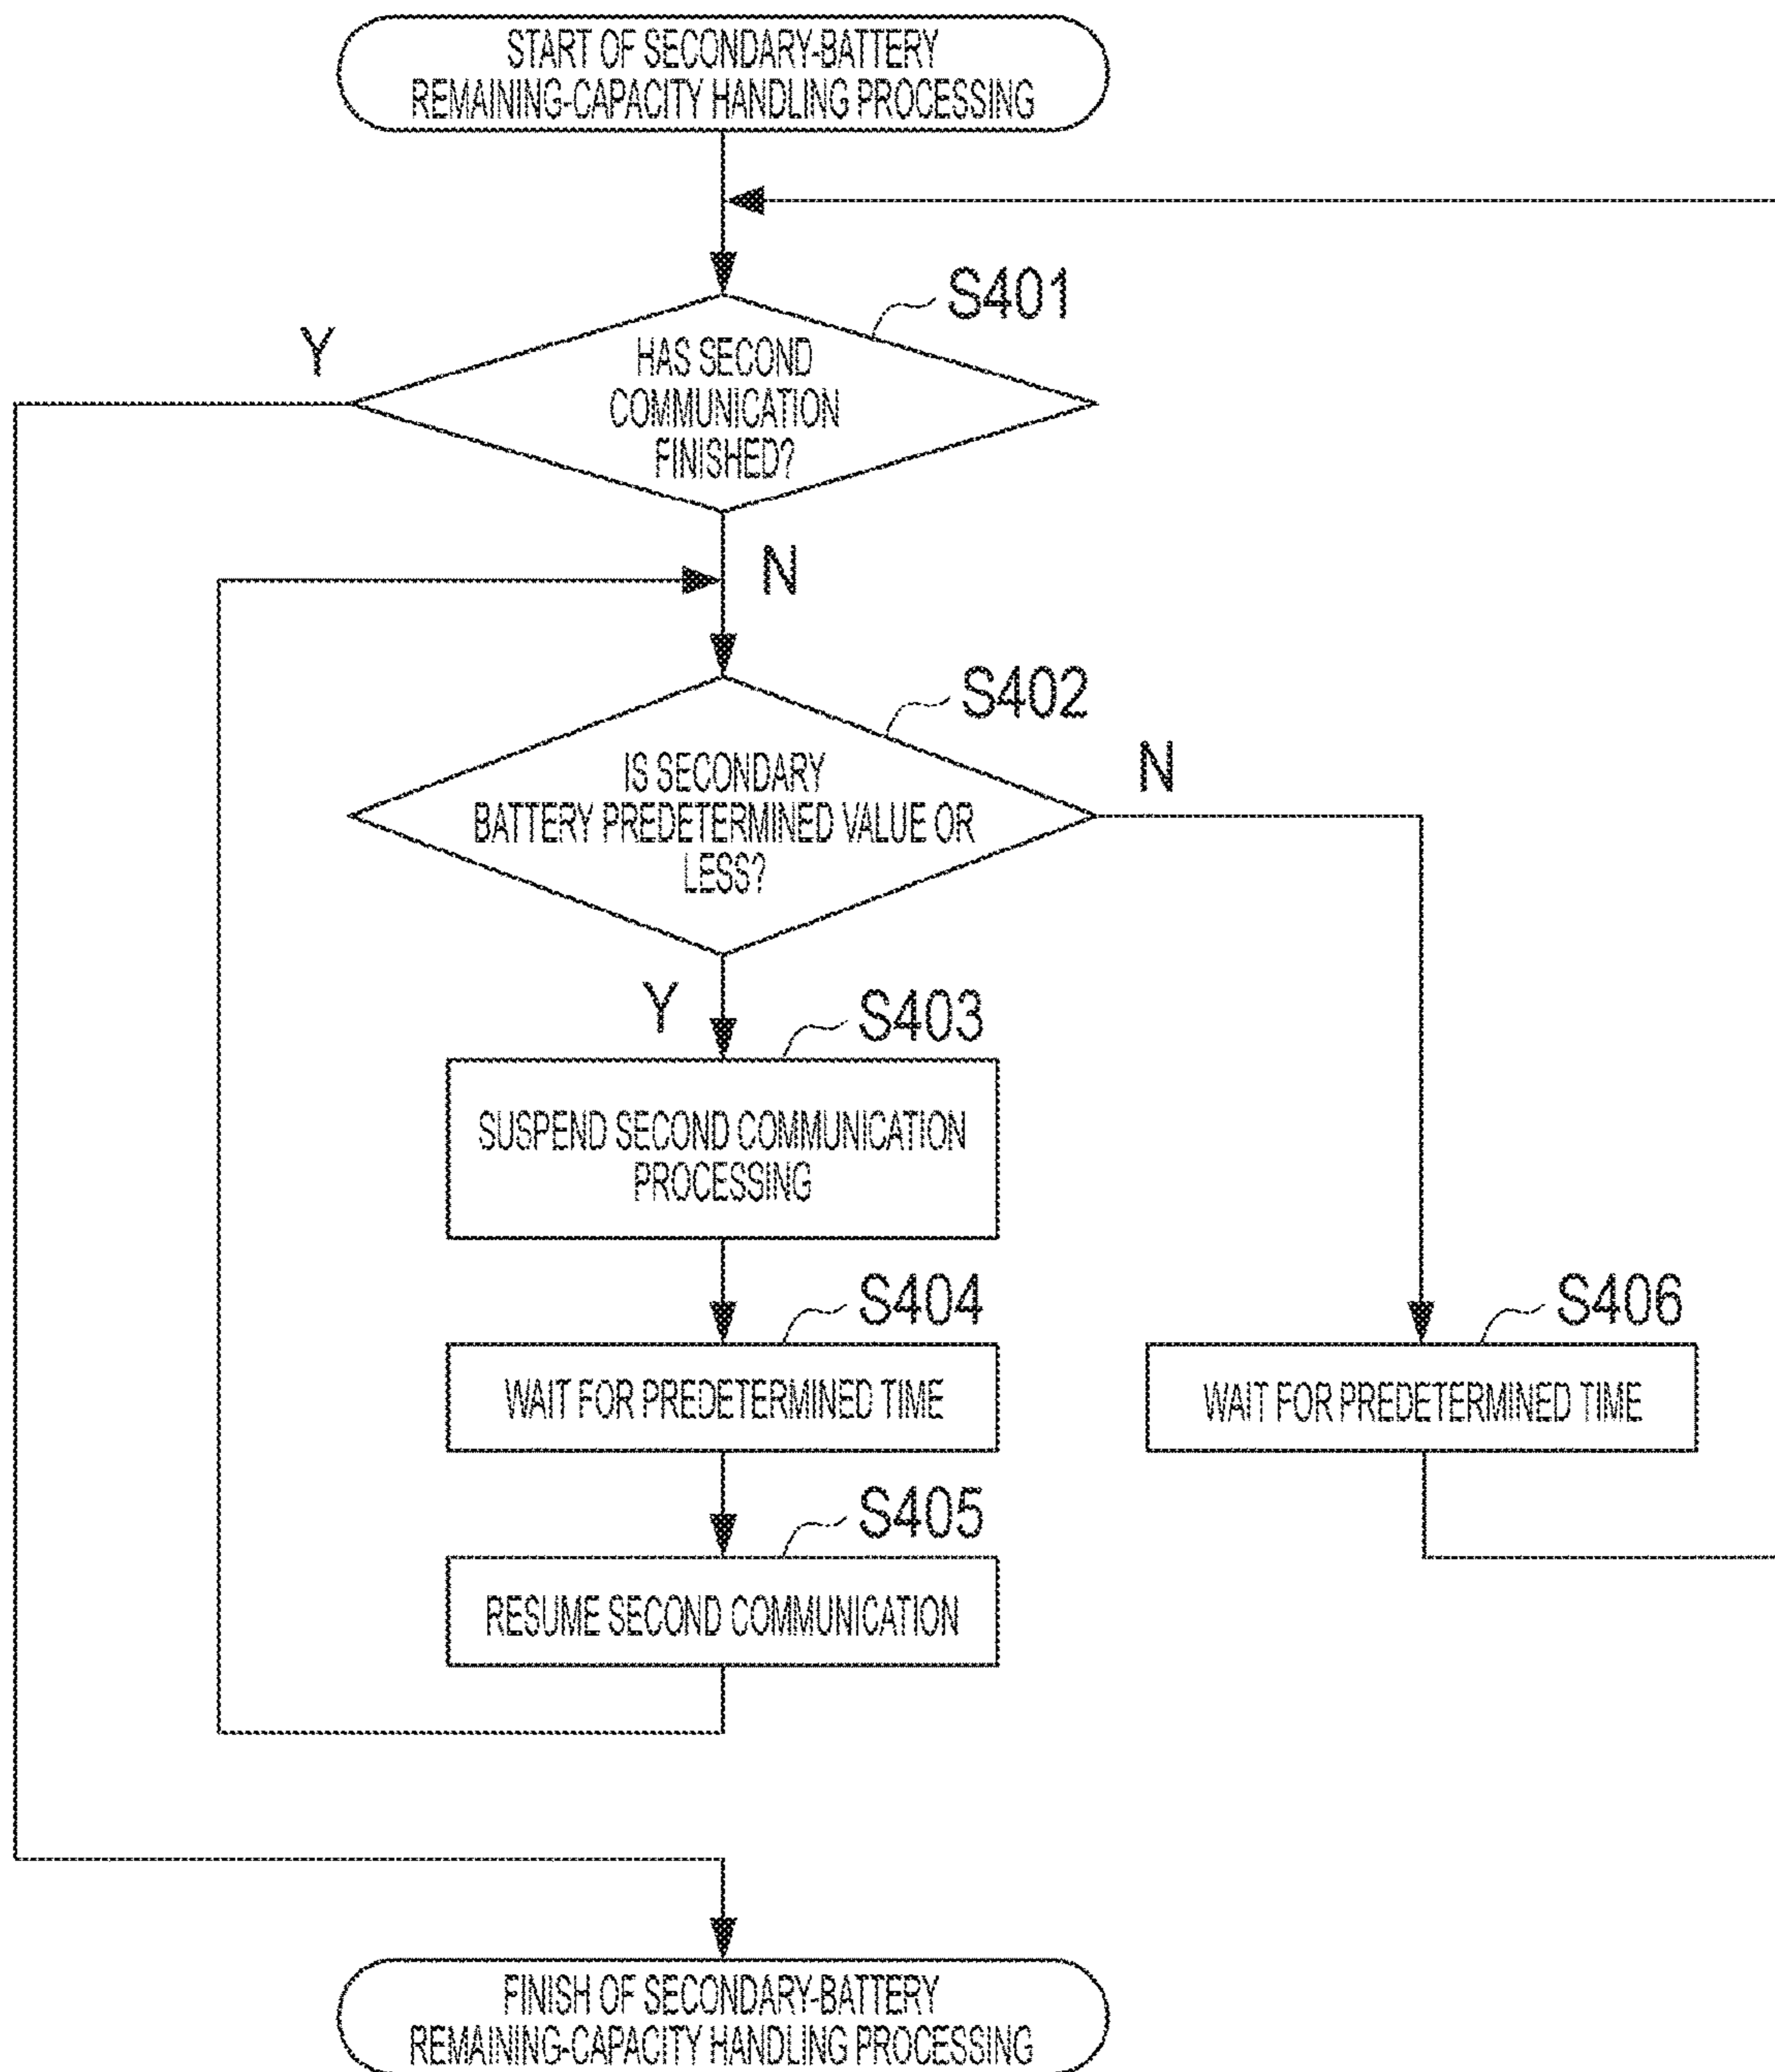 START OF SECONDARY-BATTERY
REMAINING-CAPACITY HANDLING PROCESSING
S401
Y
HAS SECOND
COMMUNICATION
FINISHED?
N
S402
IS SECONDARY
BATTERY PREDETERMINED VALUE OR
LESS?
N
Y
S403
SUSPEND SECOND COMMUNICATION
PROCESSING
S404
WAIT FOR PREDETERMINED TIME
S406
WAIT FOR PREDETERMINED TIME
S405
RESUME SECOND COMMUNICATION
FINISH OF SECONDARY-BATTERY
REMAINING-CAPACITY HANDLING PROCESSING